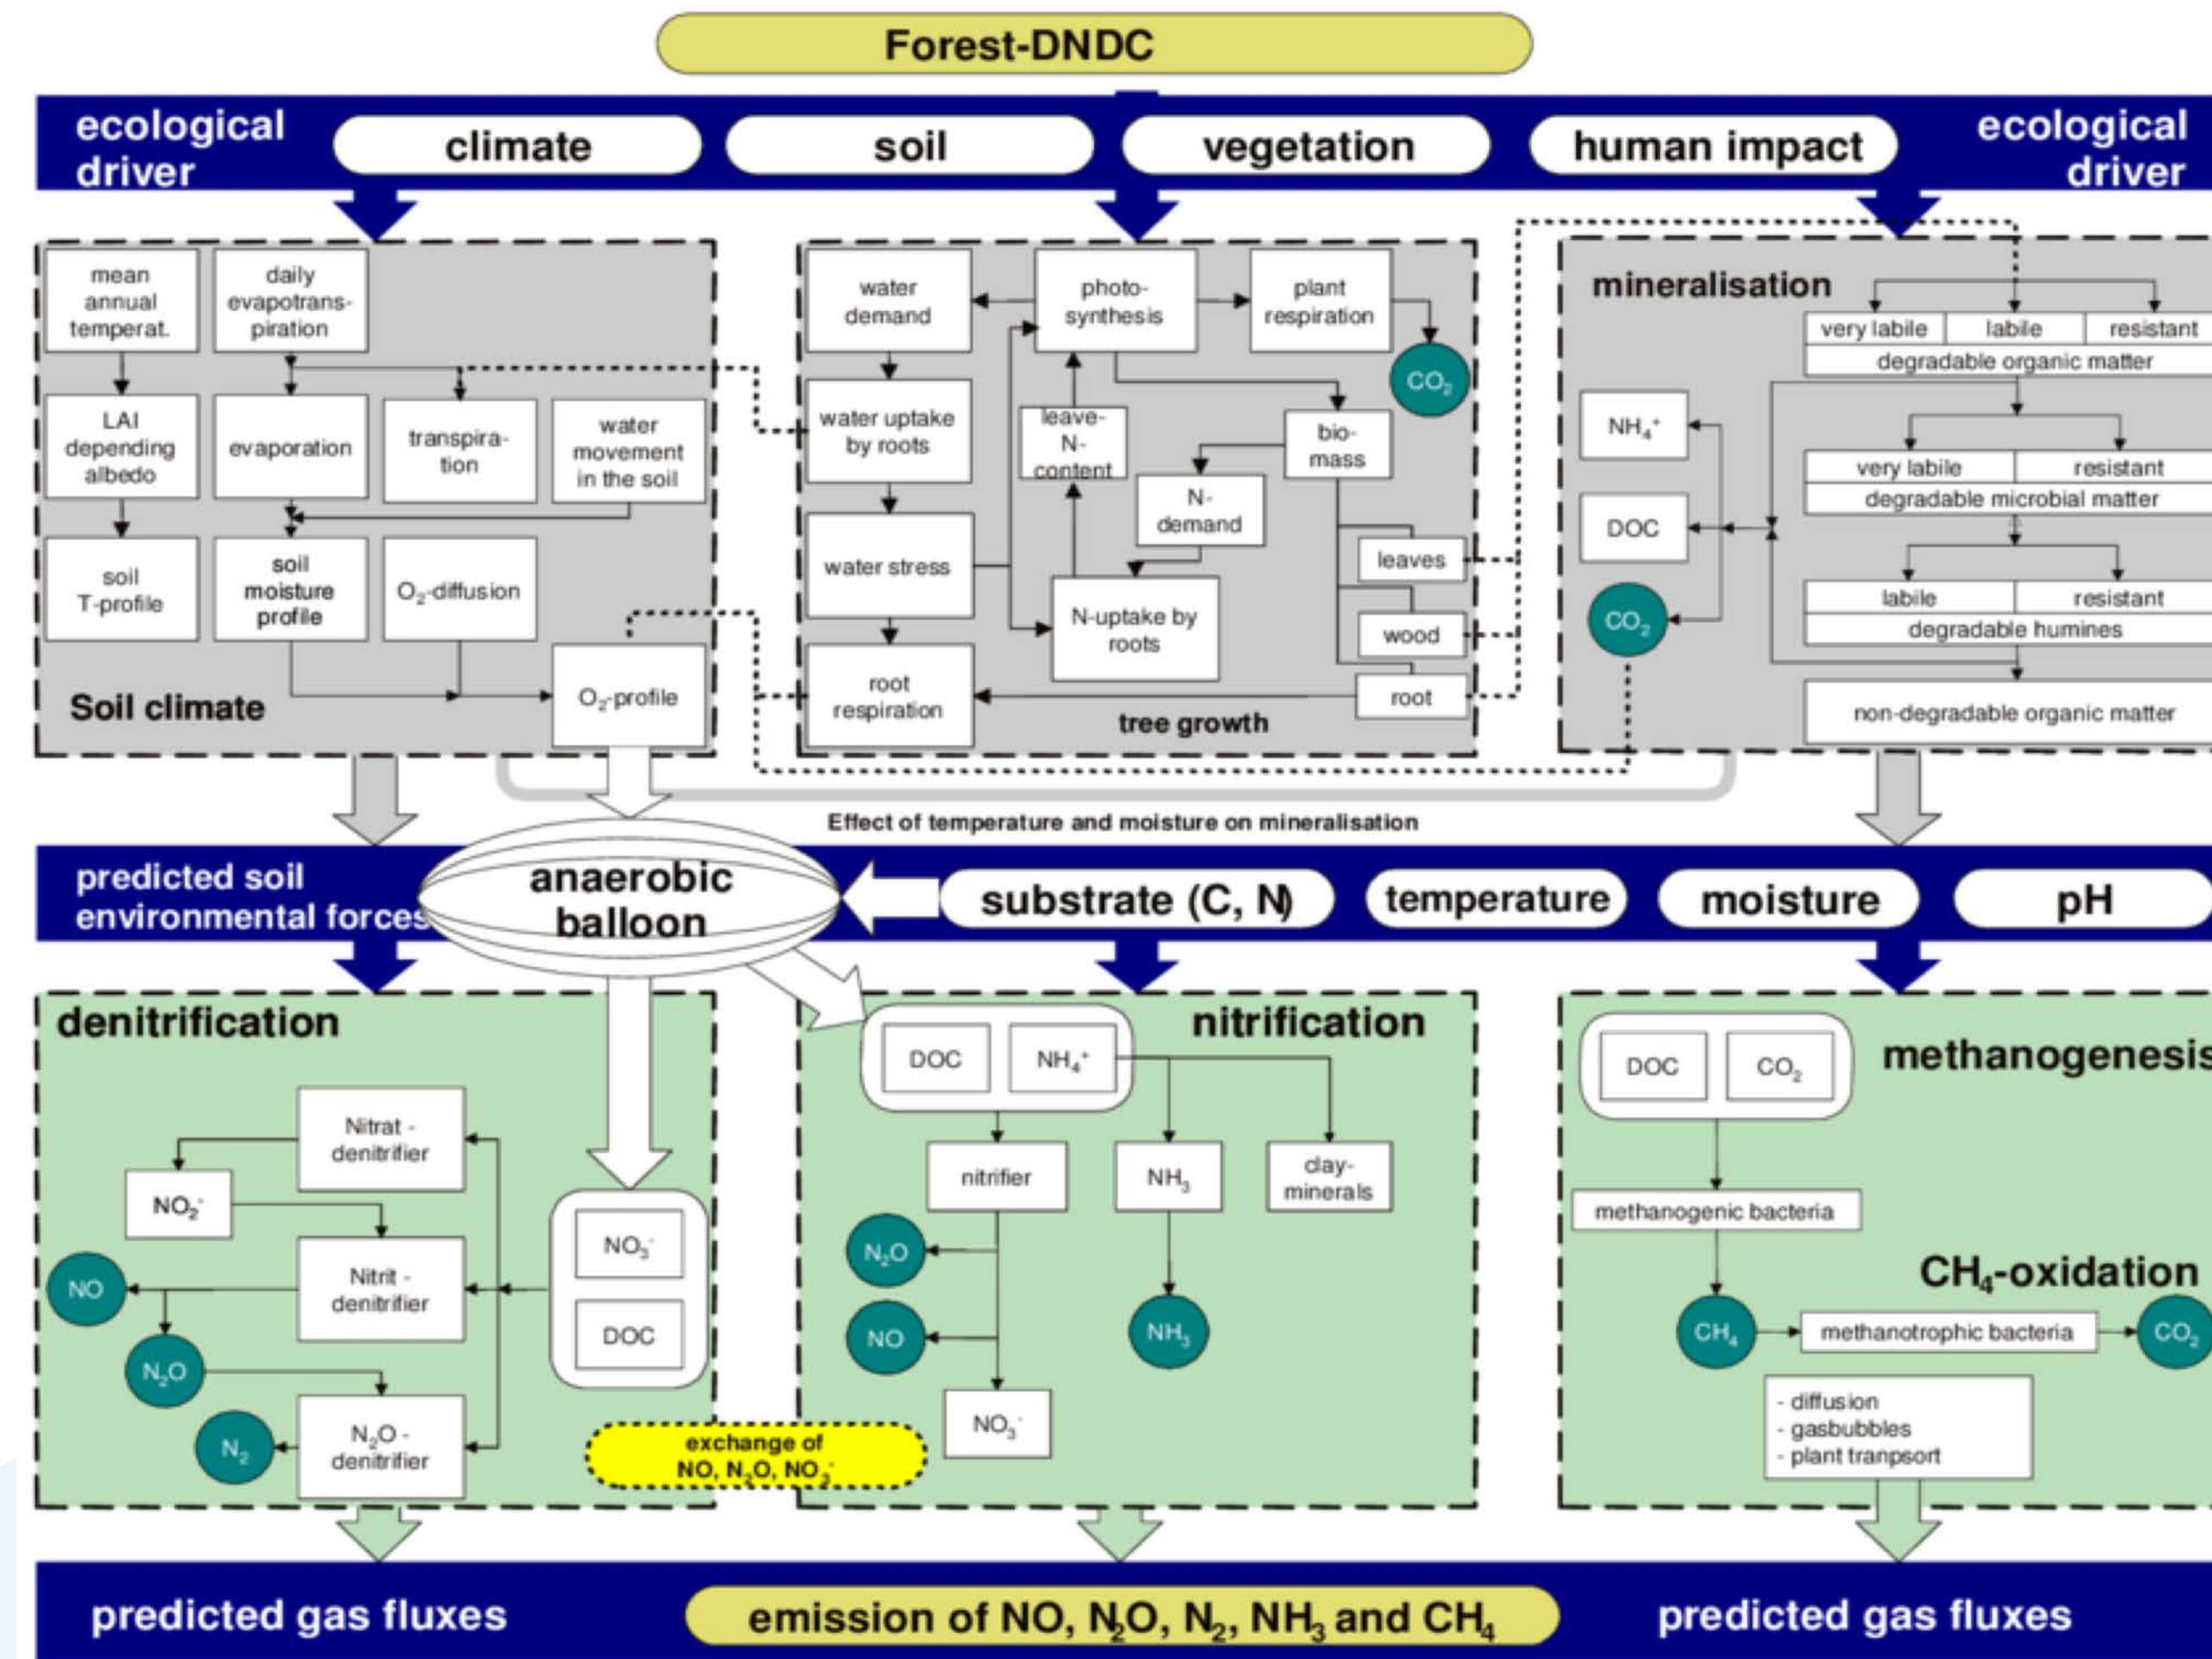 Forest-DNDC
ecological
driver
climate
soil
vegetation
human impact
ecological
driver
mean
annual
temperat.
daily
evapotrans-
piration
LAI
depending
albedo
evaporation
transpira-
tion
water
movement
in the soil
soil
T-profile
soil
moisture
profile
O₂-diffusion
O₂-profile
Soil climate
water
demand
photo-
synthesis
plant
respiration
CO₂
water uptake
by roots
leave-
N-
content
bio-
mass
N-
demand
water stress
N-uptake by
roots
leaves
wood
root
root
respiration
tree growth
mineralisation
very labile
labile
resistant
degradable organic matter
NH₄⁺
very labile
resistant
degradable microbial matter
DOC
CO₂
labile
resistant
degradable humines
non-degradable organic matter
Effect of temperature and moisture on mineralisation
predicted soil
environmental forces
anaerobic
balloon
substrate (C, N)
temperature
moisture
pH
denitrification
Nitrat -
denitrifier
NO₂⁻
NO
Nitrit -
denitrifier
N₂O
N₂
N₂O -
denitrifier
NO₃⁻
DOC
exchange of
NO, N₂O, NO₃⁻
nitrification
DOC
NH₄⁺
nitrifier
NH₃
clay-
minerals
N₂O
NO
NH₃
NO₃⁻
methanogenesis
DOC
CO₂
methanogenic bacteria
CH₄-oxidation
CH₄
methanotrophic bacteria
CO₂
- diffusion
- gasbubbles
- plant tranpsort
predicted gas fluxes
emission of NO, N₂O, N₂, NH₃ and CH₄
predicted gas fluxes